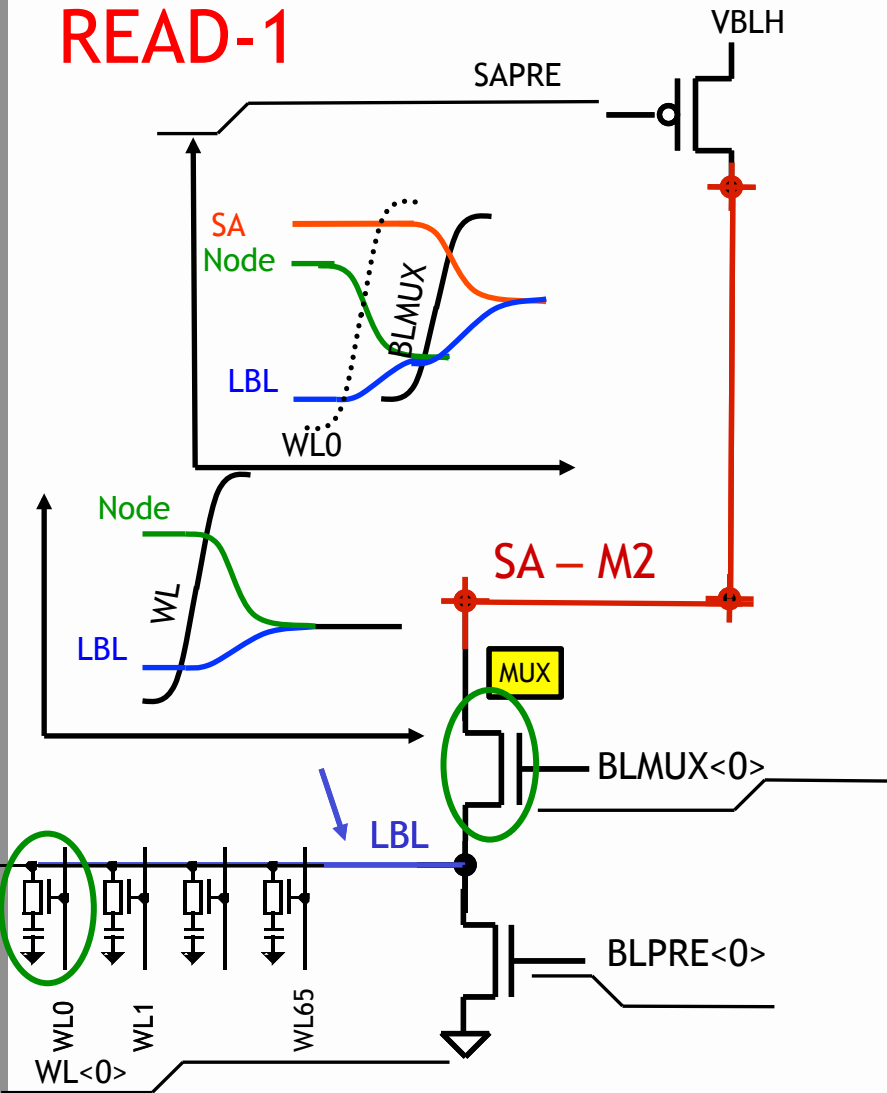 READ-1
VBLH
SAPRE
SA
Node
BLMUX
LBL
WL0
Node
WL
LBL
SA – M2
MUX
BLMUX<0>
LBL
BLPRE<0>
WL0
WL1
WL65
WL<0>